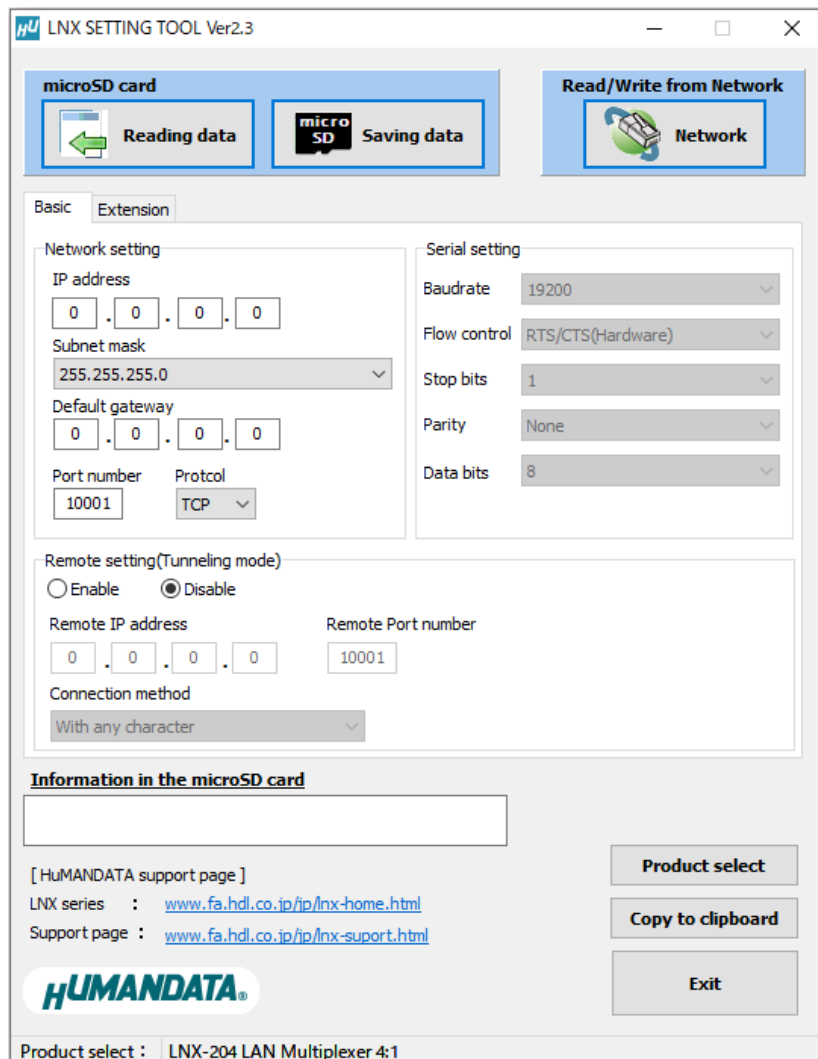 HU LNX SETTING TOOL Ver2.3
microSD card
Reading data
micro
SD
Saving data
Read/Write from Network
Network
Basic
Extension
Network setting
IP address
0 . 0 . 0 . 0
Subnet mask
255.255.255.0
Default gateway
0 . 0 . 0 . 0
Port number Protcol
10001 TCP
Serial setting
Baudrate 19200
Flow control RTS/CTS(Hardware)
Stop bits 1
Parity None
Data bits 8
Remote setting(Tunneling mode)
Enable Disable
Remote IP address Remote Port number
0 . 0 . 0 . 0 10001
Connection method
With any character
Information in the microSD card
[ HuMANDATA support page ]
LNX series : www.fa.hdl.co.jp/jp/lnx-home.html
Support page : www.fa.hdl.co.jp/jp/lnx-suport.html
HUMANDATA®
Product select
Copy to clipboard
Exit
Product select : LNX-204 LAN Multiplexer 4:1